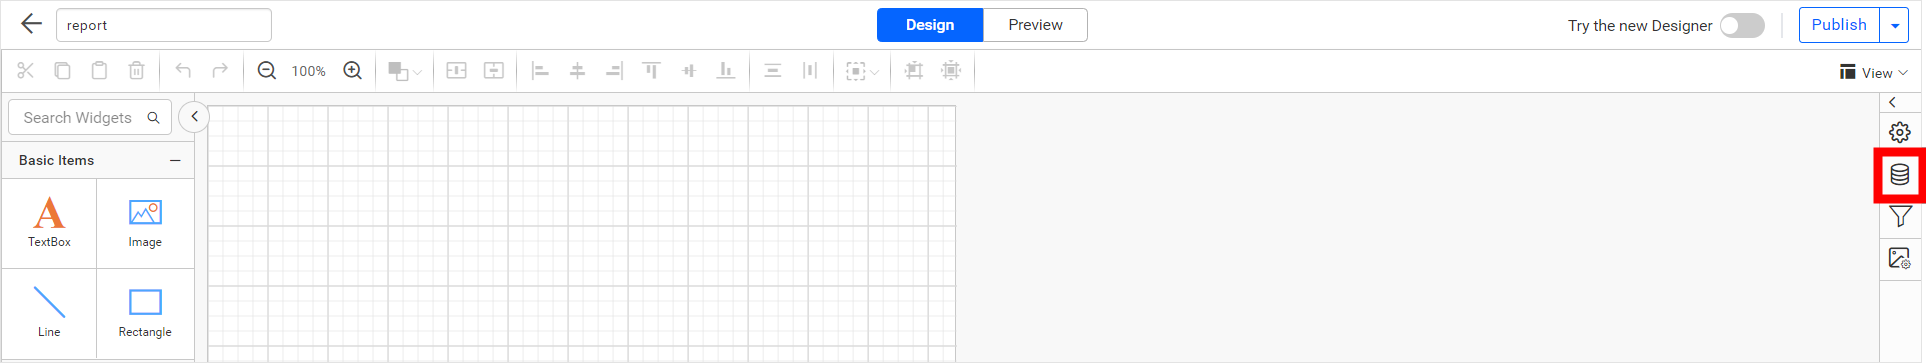 report
Design
Preview
Try the new Designer
Publish
100%
View
Search Widgets
Basic Items
TextBox
Image
Line
Rectangle